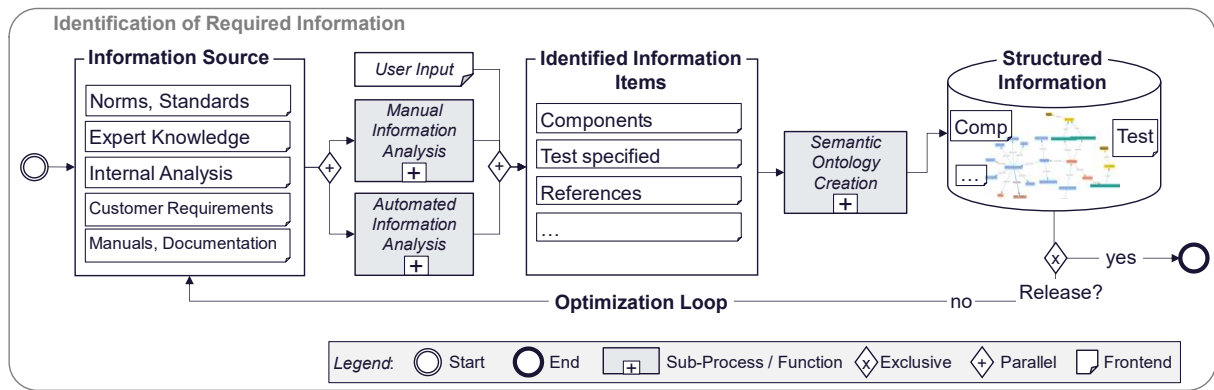 Identification of Required Information
Information Source
Norms, Standards
Expert Knowledge
Internal Analysis
Customer Requirements
Manuals, Documentation
+
User Input
Manual
Information
Analysis
+
Automated
Information
Analysis
+
+
Identified Information
Items
Components
Test specified
References
...
Semantic
Ontology
Creation
+
Structured
Information
Comp
Test
...
x
yes
Release?
no
Optimization Loop
Legend:
Start
End
+
Sub-Process / Function
x
Exclusive
+
Parallel
Frontend